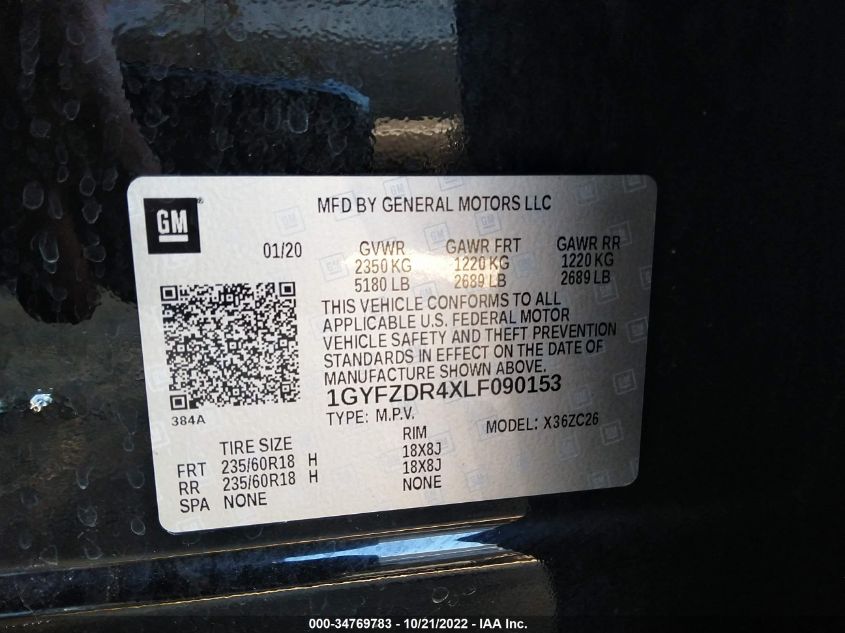 GM
MFD BY GENERAL MOTORS LLC
01/20 GVWR GAWR FRT GAWR RR
2350 KG 1220 KG 1220 KG
5180 LB 2689 LB 2689 LB
THIS VEHICLE CONFORMS TO ALL
APPLICABLE U.S. FEDERAL MOTOR
VEHICLE SAFETY AND THEFT PREVENTION
STANDARDS IN EFFECT ON THE DATE OF
MANUFACTURE SHOWN ABOVE.
1GYFZDR4XLF090153
384A
TYPE: M.P.V. MODEL: X36ZC26
TIRE SIZE RIM
FRT 235/60R18 H 18X8J
RR 235/60R18 H 18X8J
SPA NONE NONE
000-34769783 - 10/21/2022 - IAA Inc.